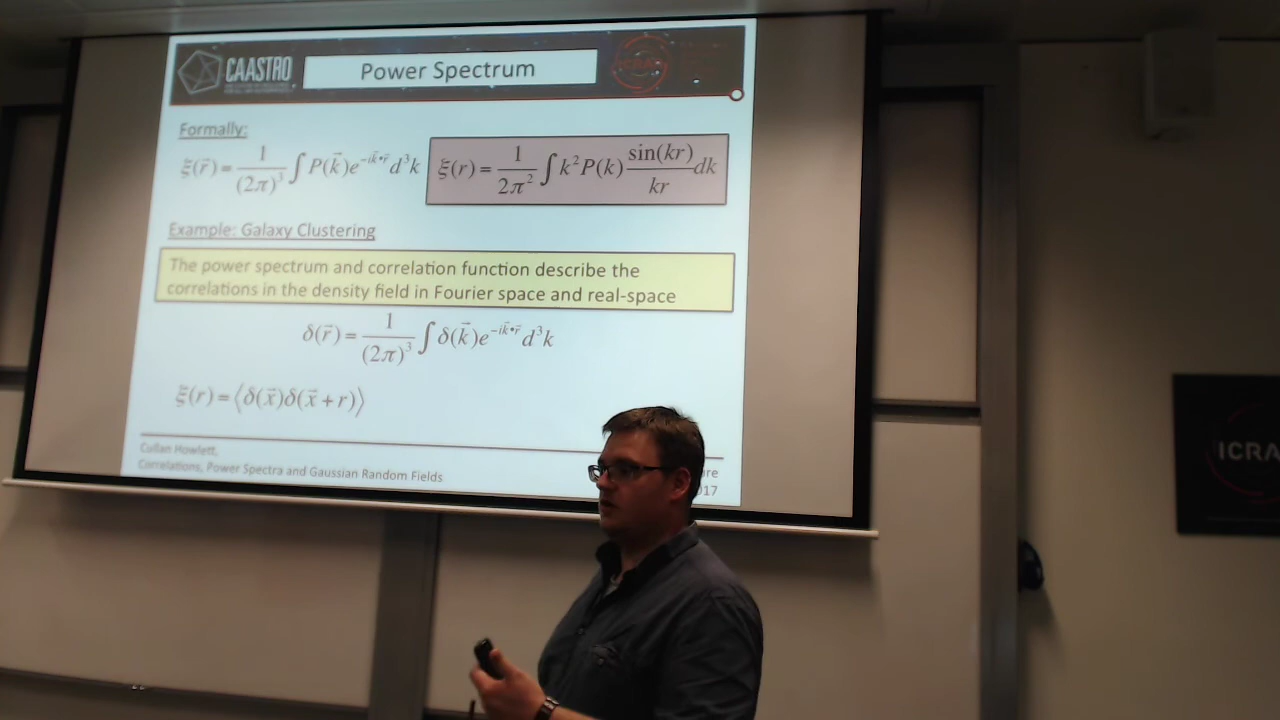 CAASTRO
Power Spectrum
ICRAR
Formally:
ξ(r⃗) = 1/(2π)³ ∫ P(k⃗)e^(-ik⃗•r⃗) d³k
ξ(r) = 1/2π² ∫ k²P(k) sin(kr)/kr dk
Example: Galaxy Clustering
The power spectrum and correlation function describe the
correlations in the density field in Fourier space and real-space
δ(r⃗) = 1/(2π)³ ∫ δ(k⃗)e^(-ik⃗•r⃗) d³k
ξ(r) = ⟨δ(x⃗)δ(x⃗ + r)⟩
Cullan Howlett,
Correlations, Power Spectra and Gaussian Random Fields
ICRA